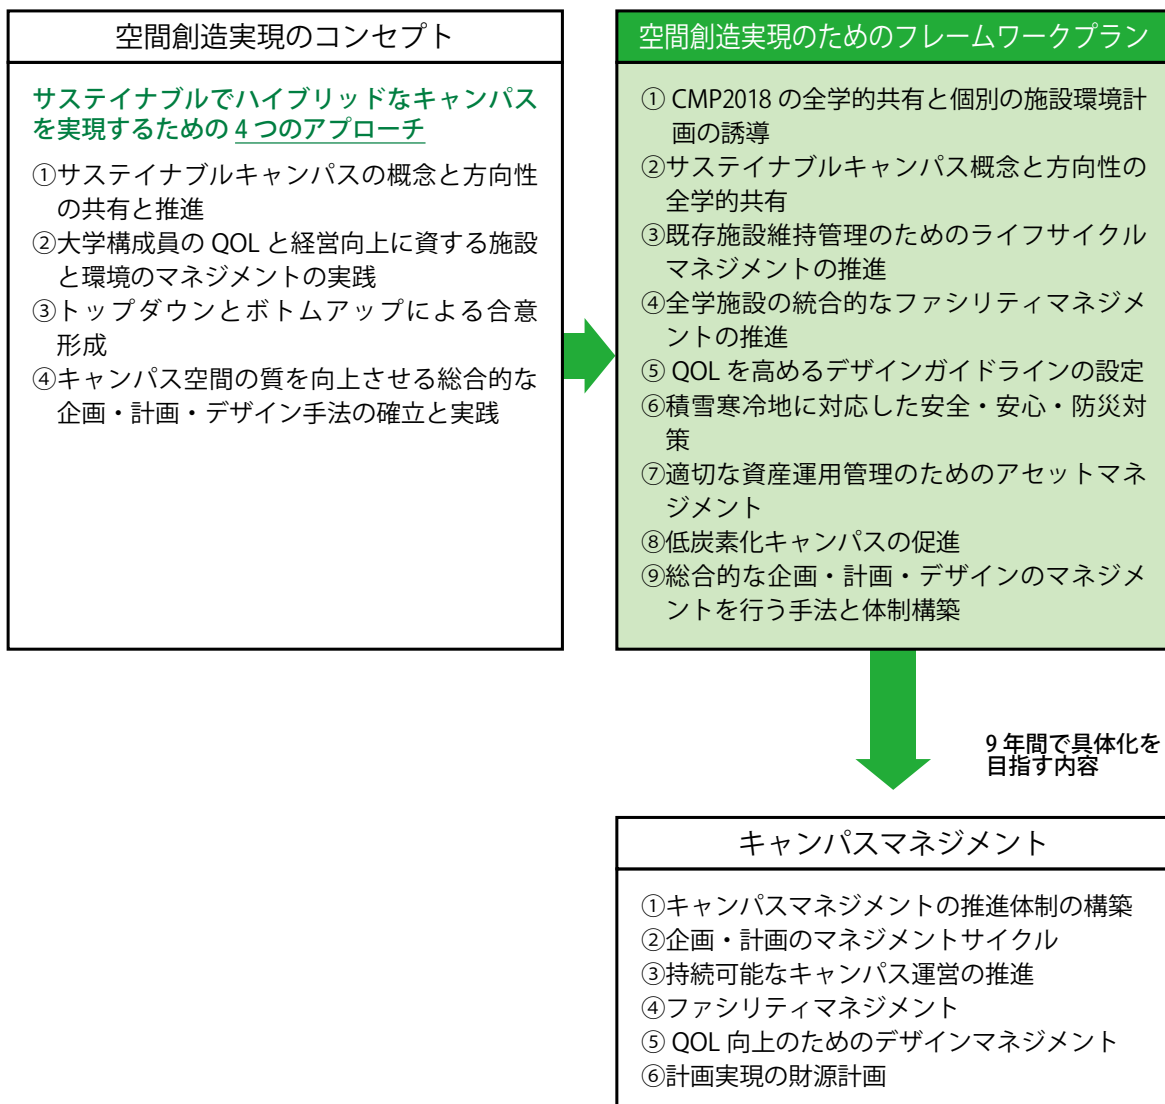 空間創造実現のコンセプト
サステイナブルでハイブリッドなキャンパス
を実現するための 4 つのアプローチ
①サステイナブルキャンパスの概念と方向性
の共有と推進
②大学構成員の QOL と経営向上に資する施設
と環境のマネジメントの実践
③トップダウンとボトムアップによる合意
形成
④キャンパス空間の質を向上させる総合的な
企画・計画・デザイン手法の確立と実践
空間創造実現のためのフレームワークプラン
① CMP2018 の全学的共有と個別の施設環境計
画の誘導
②サステイナブルキャンパス概念と方向性の
全学的共有
③既存施設維持管理のためのライフサイクル
マネジメントの推進
④全学施設の統合的なファシリティマネジメ
ントの推進
⑤ QOL を高めるデザインガイドラインの設定
⑥積雪寒冷地に対応した安全・安心・防災対
策
⑦適切な資産運用管理のためのアセットマネ
ジメント
⑧低炭素化キャンパスの促進
⑨総合的な企画・計画・デザインのマネジメ
ントを行う手法と体制構築
9 年間で具体化を
目指す内容
キャンパスマネジメント
①キャンパスマネジメントの推進体制の構築
②企画・計画のマネジメントサイクル
③持続可能なキャンパス運営の推進
④ファシリティマネジメント
⑤ QOL 向上のためのデザインマネジメント
⑥計画実現の財源計画